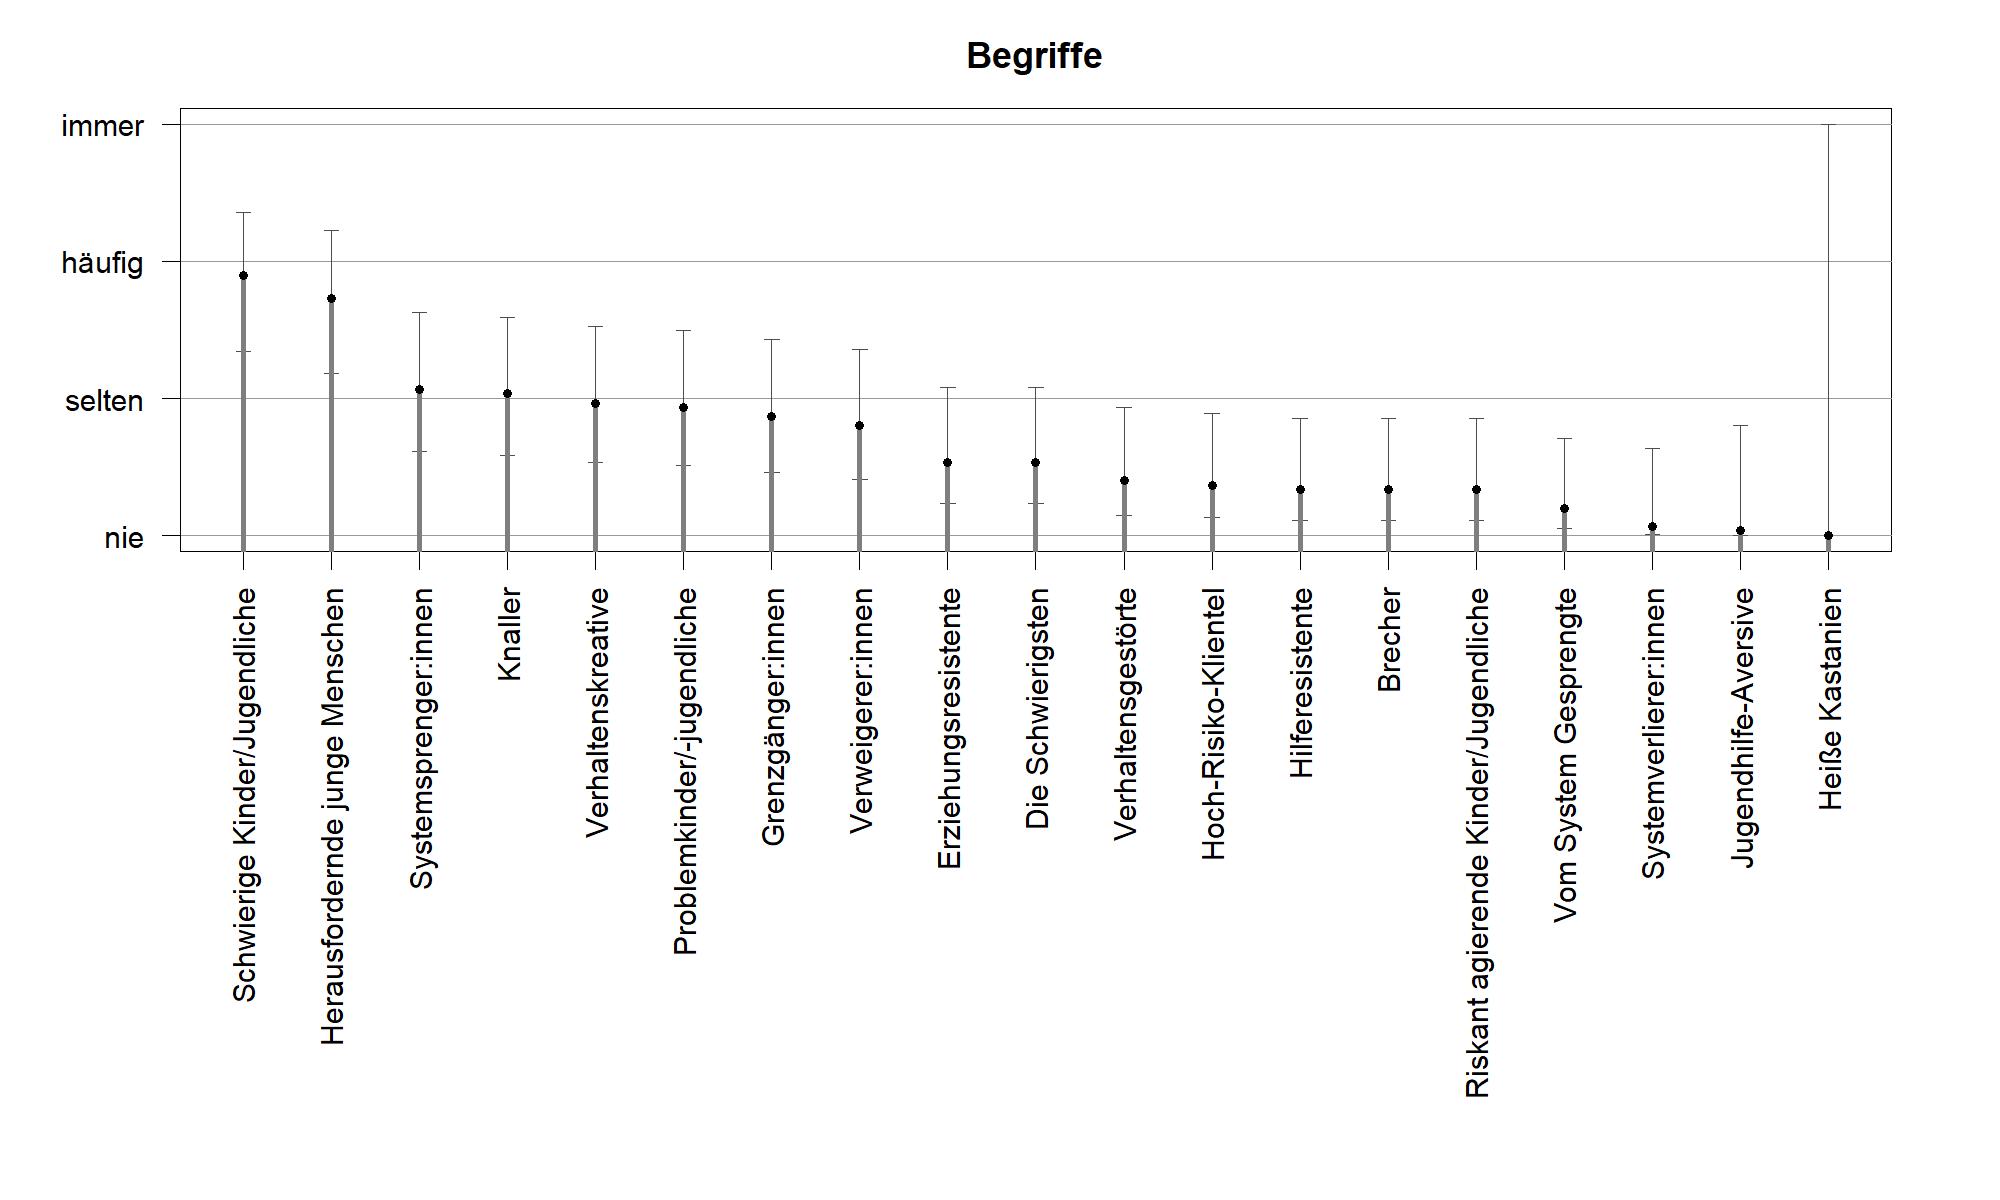 Begriffe
immer
häufig
selten
nie
Schwierige Kinder/Jugendliche
Herausfordernde junge Menschen
Systemsprenger:innen
Knaller
Verhaltenskreative
Problemkinder/-jugendliche
Grenzgänger:innen
Verweigerer:innen
Erziehungsresistente
Die Schwierigsten
Verhaltensgestörte
Hoch-Risiko-Klientel
Hilferesistente
Brecher
Riskant agierende Kinder/Jugendliche
Vom System Gesprengte
Systemverlierer:innen
Jugendhilfe-Aversive
Heiße Kastanien